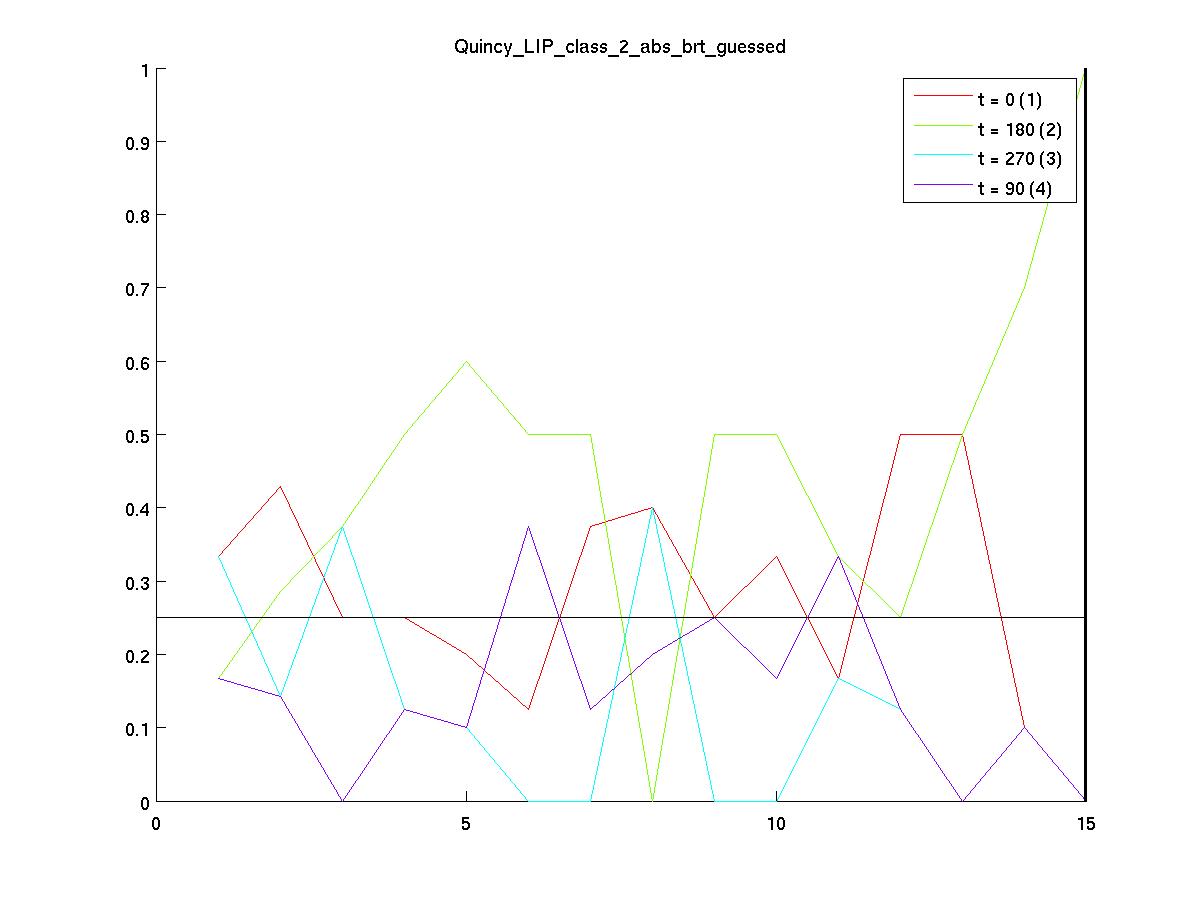 Quincy_LIP_class_2_abs_brt_guessed
1
0.9
0.8
0.7
0.6
0.5
0.4
0.3
0.2
0.1
0
t = 0 (1)
t = 180 (2)
t = 270 (3)
t = 90 (4)
0 5 10 15